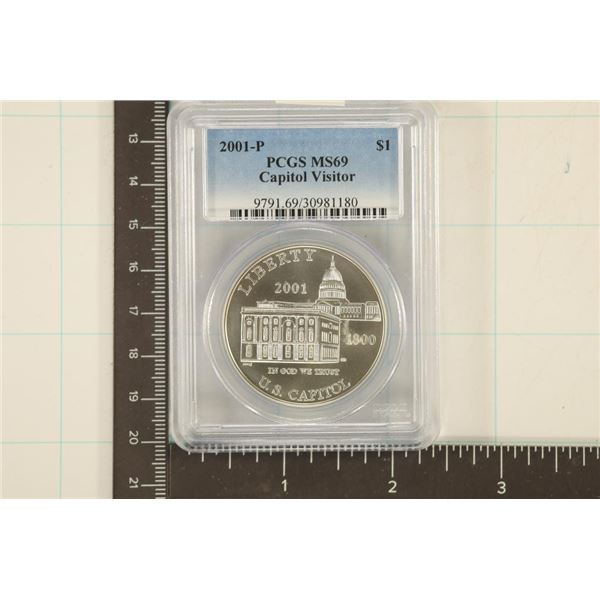 2001-P $1
PCGS MS69
Capitol Visitor
9791.69/30981180
LIBERTY
2001
1800
IN GOD WE TRUST
U.S. CAPITOL
13
14
15
16
17
18
19
20
21
1 2 3